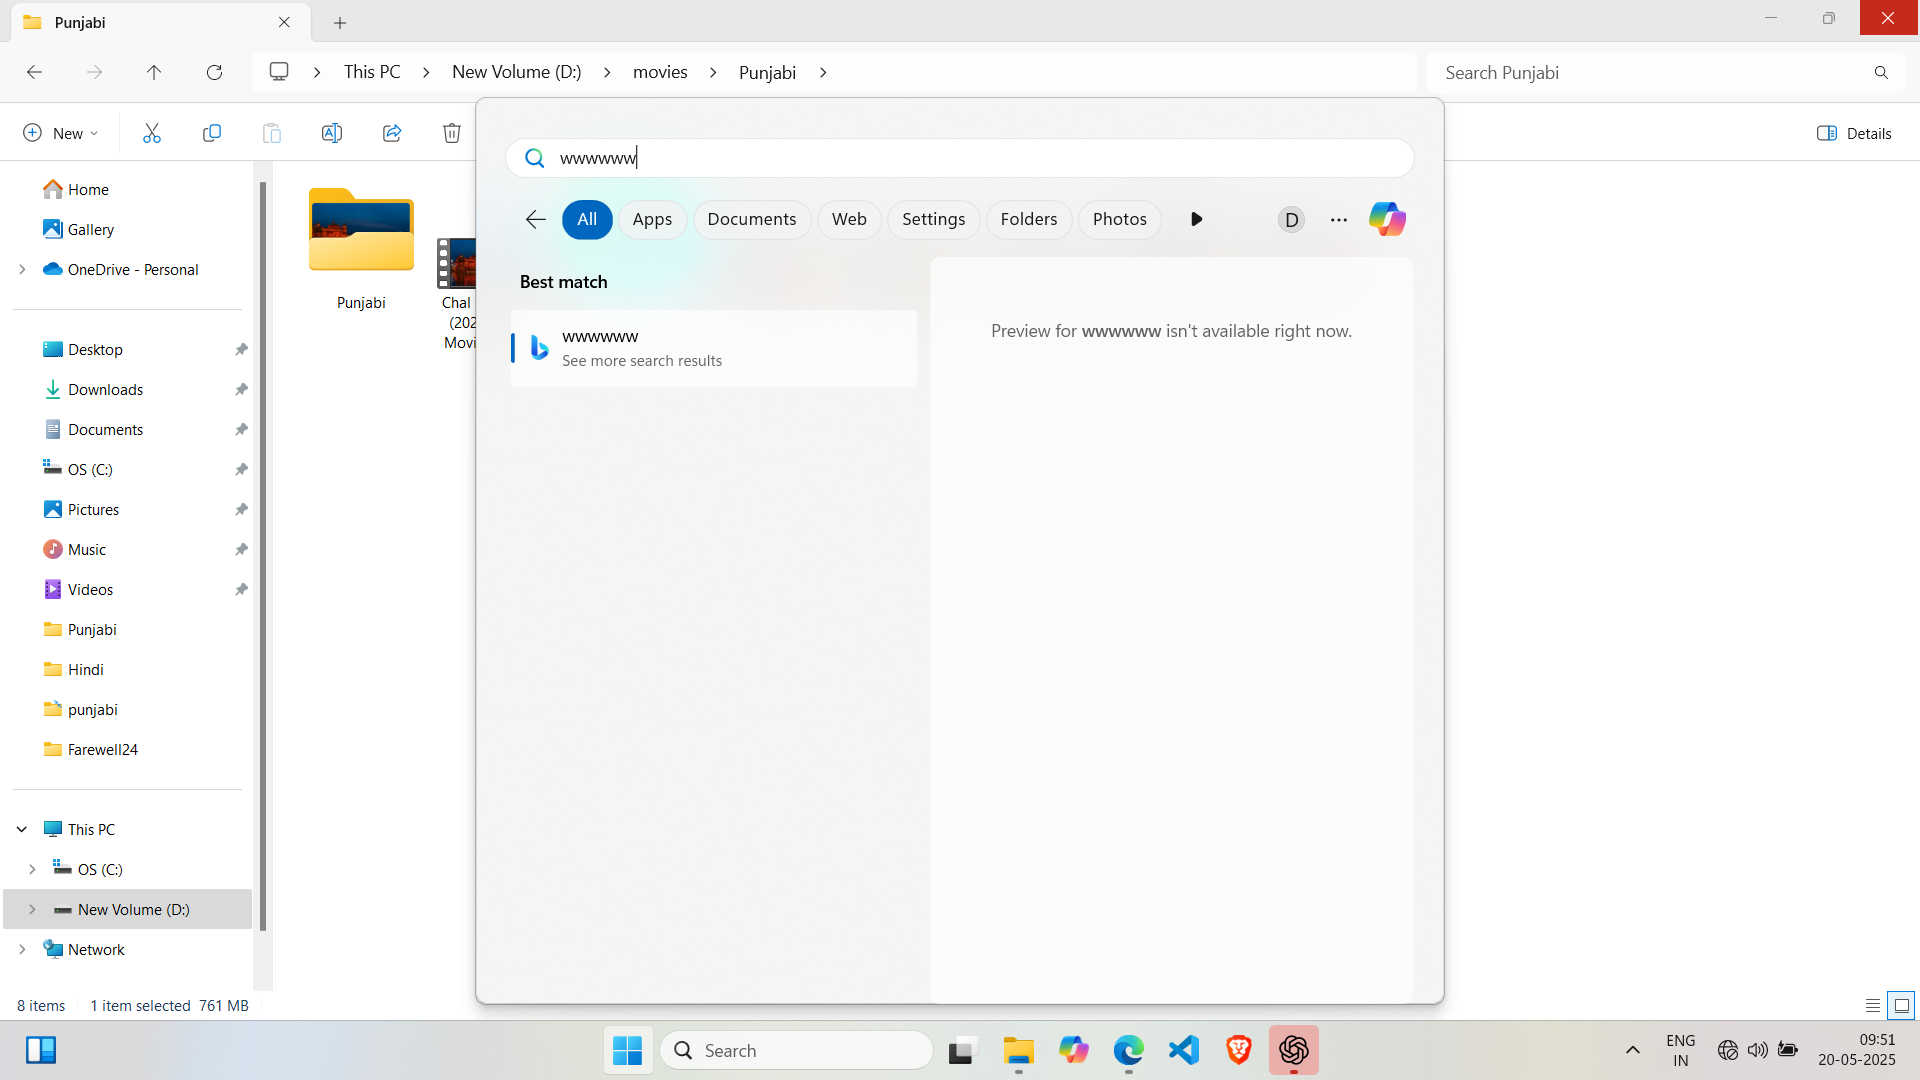 Punjabi
This PC
New Volume (D:)
movies
Punjabi
Search Punjabi
New
Details
wwwwww
All
Apps
Documents
Web
Settings
Folders
Photos
D
Best match
wwwwww
See more search results
Preview for wwwwww isn't available right now.
Home
Gallery
OneDrive - Personal
Desktop
Downloads
Documents
OS (C:)
Pictures
Music
Videos
Punjabi
Hindi
punjabi
Farewell24
This PC
OS (C:)
New Volume (D:)
Network
Punjabi
Chal
(202
Movi
8 items
1 item selected 761 MB
Search
ENG
IN
09:51
20-05-2025